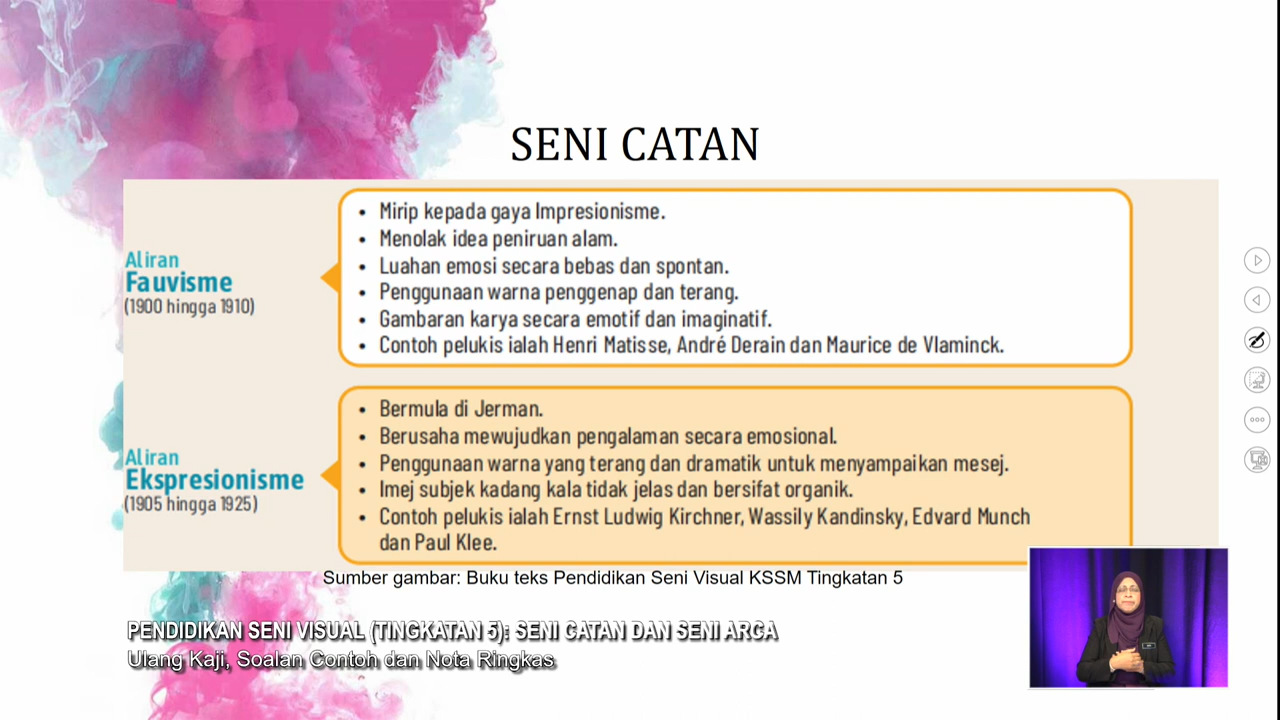 SENI CATAN
Aliran
Fauvisme
(1900 hingga 1910)
• Mirip kepada gaya Impresionisme.
• Menolak idea peniruan alam.
• Luahan emosi secara bebas dan spontan.
• Penggunaan warna penggenap dan terang.
• Gambaran karya secara emotif dan imaginatif.
• Contoh pelukis ialah Henri Matisse, André Derain dan Maurice de Vlaminck.
Aliran
Ekspresionisme
(1905 hingga 1925)
• Bermula di Jerman.
• Berusaha mewujudkan pengalaman secara emosional.
• Penggunaan warna yang terang dan dramatik untuk menyampaikan mesej.
• Imej subjek kadang kala tidak jelas dan bersifat organik.
• Contoh pelukis ialah Ernst Ludwig Kirchner, Wassily Kandinsky, Edvard Munch
dan Paul Klee.
Sumber gambar: Buku teks Pendidikan Seni Visual KSSM Tingkatan 5
PENDIDIKAN SENI VISUAL (TINGKATAN 5): SENI CATAN DAN SENI ARCA
Ulang Kaji, Soalan Contoh dan Nota Ringkas